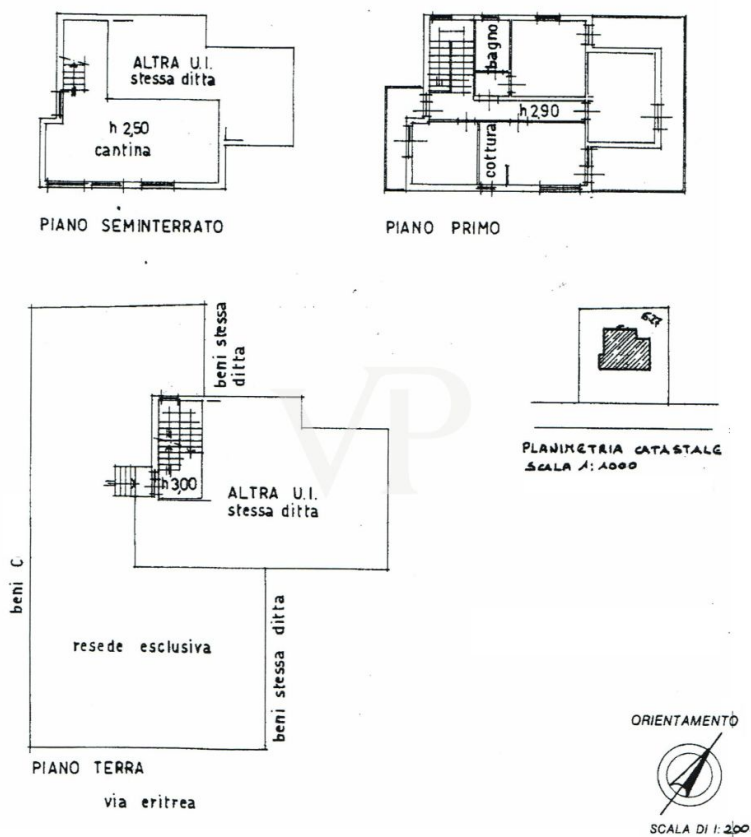 ALTRA U.I.
stessa ditta
h 2,50
cantina
PIANO SEMINTERRATO
bagno
h 2,90
cottura
PIANO PRIMO
beni stessa
ditta
h 3,00
ALTRA U.I.
stessa ditta
beni C
resede esclusiva
beni stessa ditta
PIANO TERRA
via eritrea
627
PLANIMETRIA CATASTALE
SCALA 1:1000
VP
ORIENTAMENTO
SCALA DI 1:200